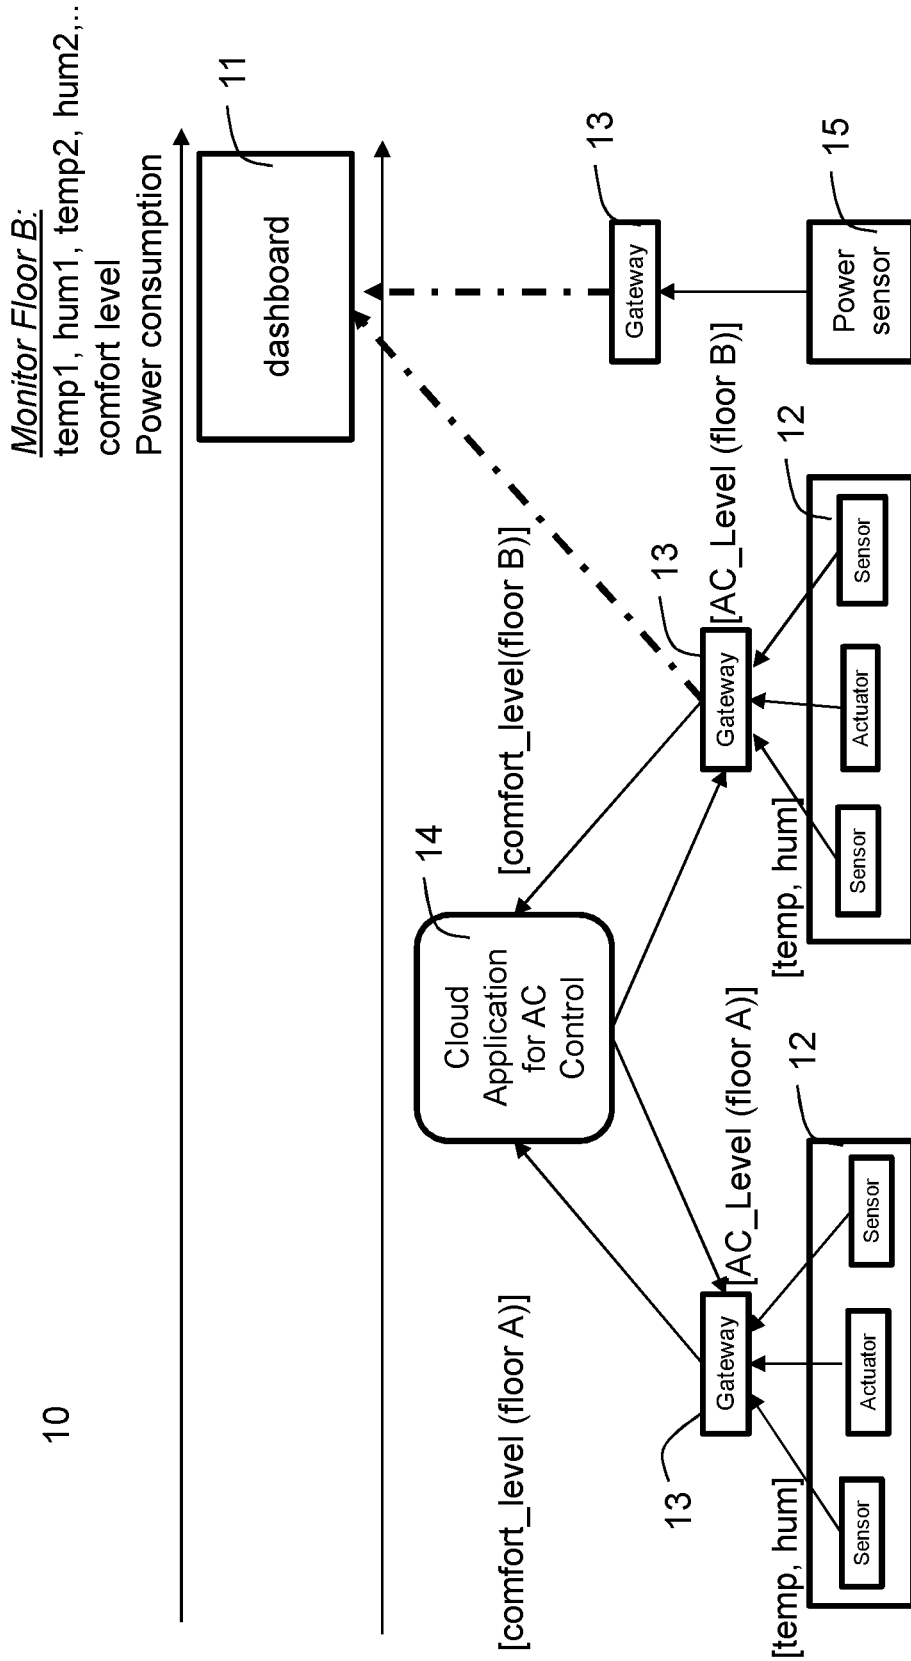 10
Monitor Floor B:
temp1, hum1, temp2, hum2,..
comfort level
Power consumption
11
dashboard
14
Cloud
Application
for AC
Control
[comfort_level (floor A)]
[comfort_level(floor B)]
13
Gateway
[AC_Level (floor A)]
13
Gateway
[AC_Level (floor B)]
13
Gateway
[temp, hum]
12
Sensor
Actuator
Sensor
[temp, hum]
12
Sensor
Actuator
Sensor
15
Power
sensor